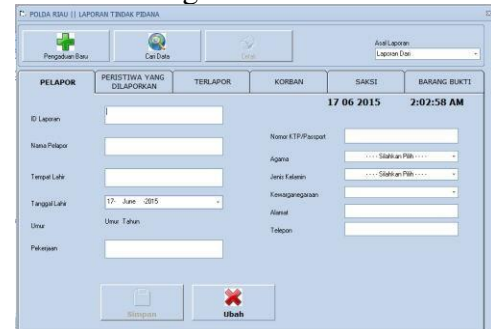 POLDA RIAU || LAPORAN TINDAK PIDANA
Pengaduan Baru
Cari Data
Cetak
Asal Laporan
Laporan Dari
PELAPOR
PERISTIWA YANG
DILAPORKAN
TERLAPOR
KORBAN
SAKSI
BARANG BUKTI
17 06 2015
2:02:58 AM
ID Laporan
Nama Pelapor
Tempat Lahir
Tanggal Lahir
17- June -2015
Umur
Umur Tahun
Pekerjaan
Nomor KTP/Passport
Agama
- - - - Silahkan Pilih - - - -
Jenis Kelamin
- - - - Silahkan Pilih - - - -
Kewarganegaraan
Alamat
Telepon
Simpan
Ubah